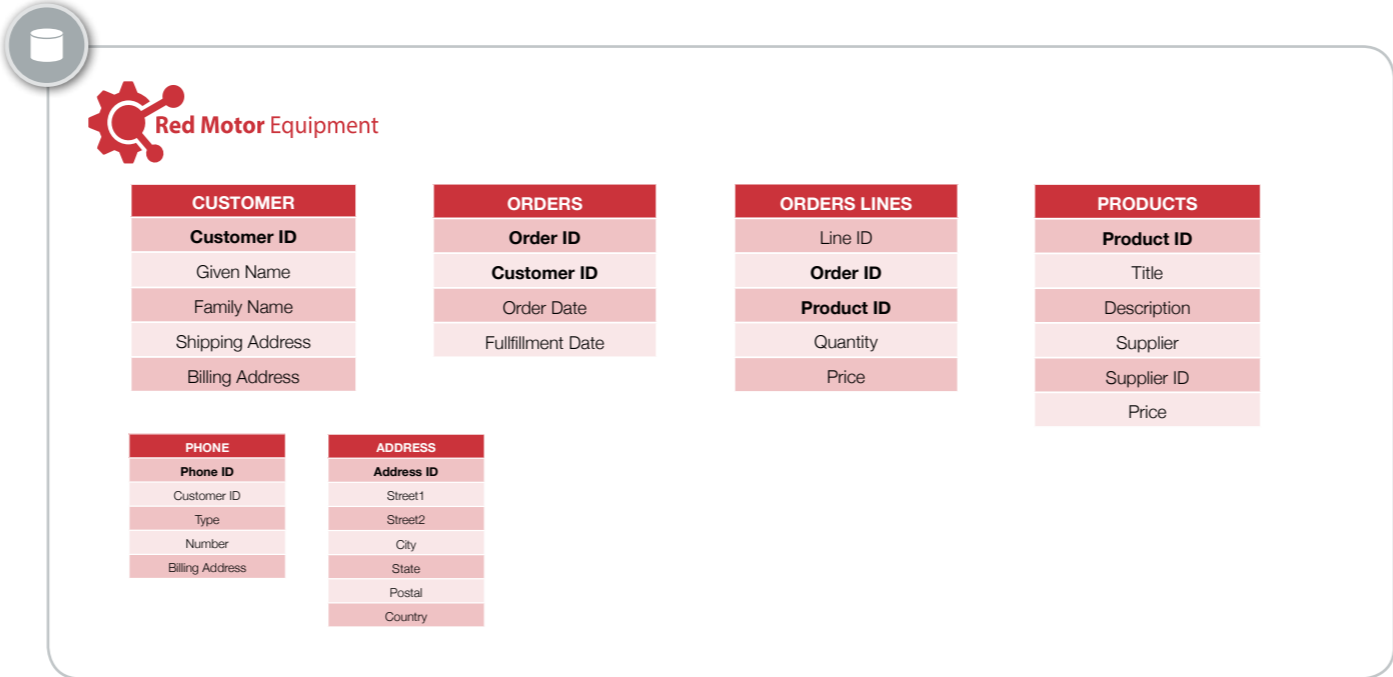 Red Motor Equipment
CUSTOMER
Customer ID
Given Name
Family Name
Shipping Address
Billing Address
ORDERS
Order ID
Customer ID
Order Date
Fullfillment Date
ORDERS LINES
Line ID
Order ID
Product ID
Quantity
Price
PRODUCTS
Product ID
Title
Description
Supplier
Supplier ID
Price
PHONE
Phone ID
Customer ID
Type
Number
Billing Address
ADDRESS
Address ID
Street1
Street2
City
State
Postal
Country